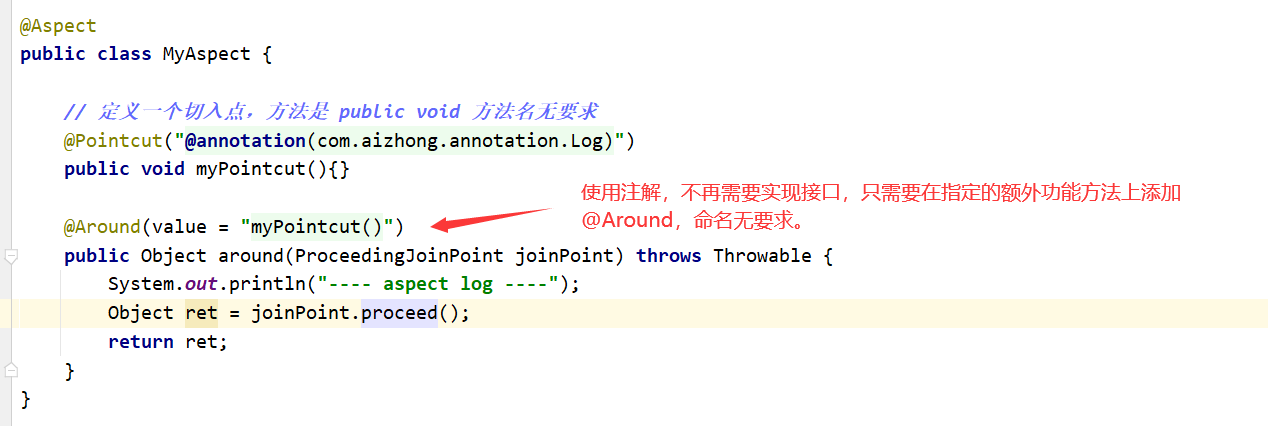 @Aspect
public class MyAspect {
// 定义一个切入点，方法是 public void 方法名无要求
@Pointcut("@annotation(com.aizhong.annotation.Log)")
public void myPointcut(){}
使用注解，不再需要实现接口，只需要在指定的额外功能方法上添加
@Around，命名无要求。
@Around(value = "myPointcut()")
public Object around(ProceedingJoinPoint joinPoint) throws Throwable {
System.out.println("---- aspect log ----");
Object ret = joinPoint.proceed();
return ret;
}
}